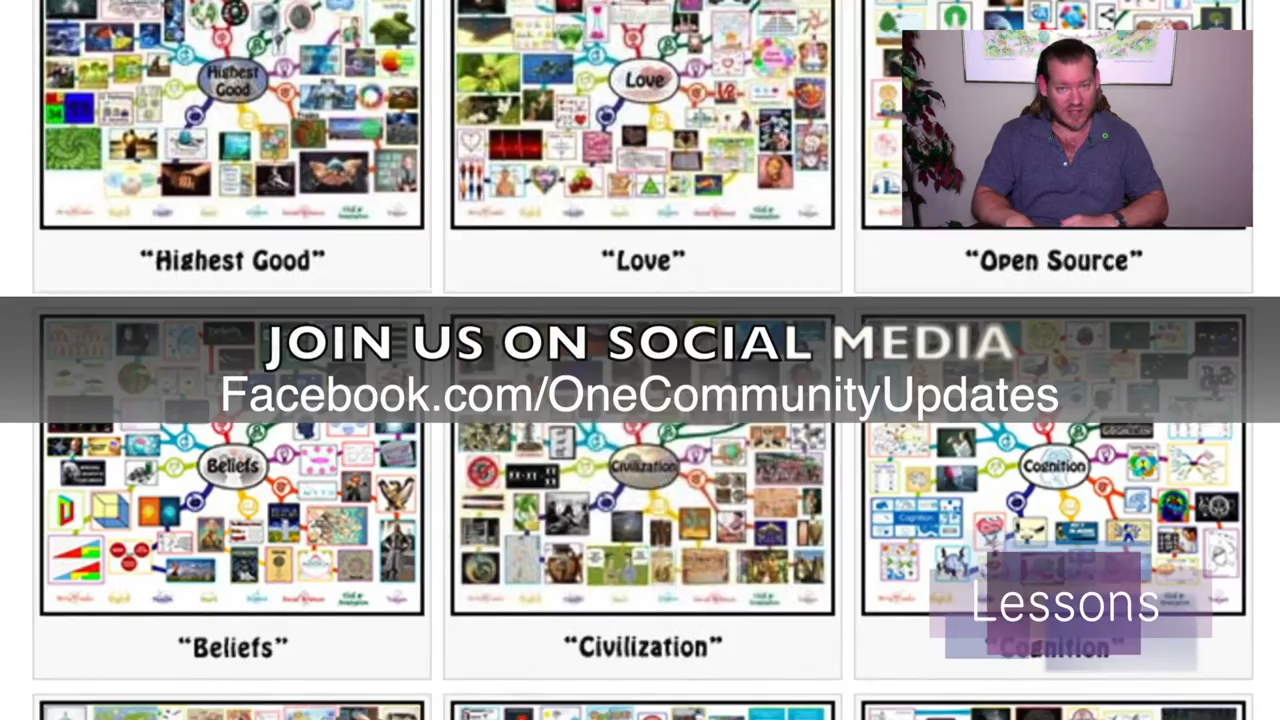 Highest
Good
Love
"Highest Good"
"Love"
"Open Source"
JOIN US ON SOCIAL MEDIA
Facebook.com/OneCommunityUpdates
Beliefs
Civilization
Cognition
Lessons
"Beliefs"
"Civilization"
"Cognition"